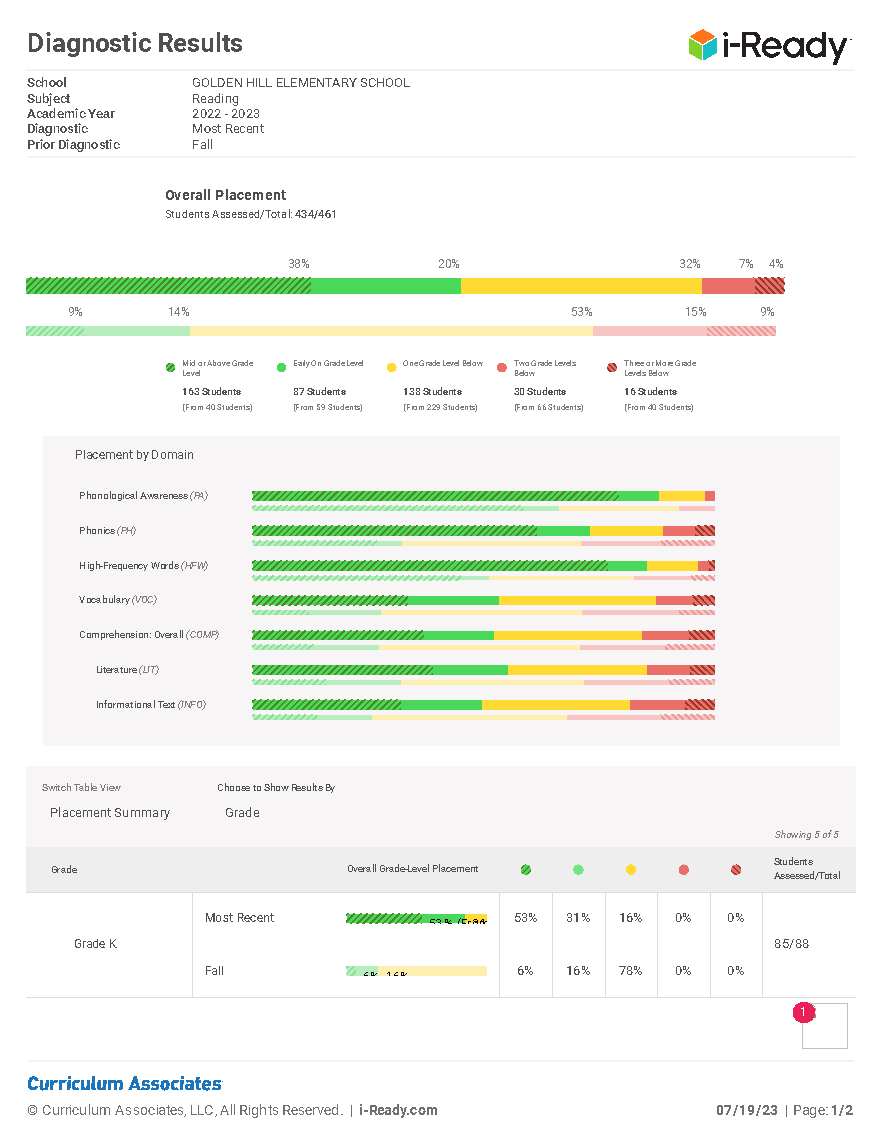 Diagnostic Results
i-Ready
School GOLDEN HILL ELEMENTARY SCHOOL
Subject Reading
Academic Year 2022 - 2023
Diagnostic Most Recent
Prior Diagnostic Fall
Overall Placement
Students Assessed/Total: 434/461
38% 20% 32% 7% 4%
9% 14% 53% 15% 9%
Mid or Above Grade Level Early On Grade Level One Grade Level Below Two Grade Levels Below Three or More Grade Levels Below
163 Students 87 Students 138 Students 30 Students 16 Students
(From 40 Students) (From 59 Students) (From 229 Students) (From 66 Students) (From 40 Students)
Placement by Domain
Phonological Awareness (PA)
Phonics (PH)
High-Frequency Words (HFW)
Vocabulary (VOC)
Comprehension: Overall (COMP)
Literature (LIT)
Informational Text (INFO)
Switch Table View Choose to Show Results By
Placement Summary Grade
Showing 5 of 5
Grade Overall Grade-Level Placement Students Assessed/Total
Most Recent 53% 31% 16% 0% 0%
Grade K 85/88
Fall 6% 16% 6% 16% 78% 0% 0%
1
Curriculum Associates
© Curriculum Associates, LLC, All Rights Reserved. | i-Ready.com 07/19/23 | Page: 1/2